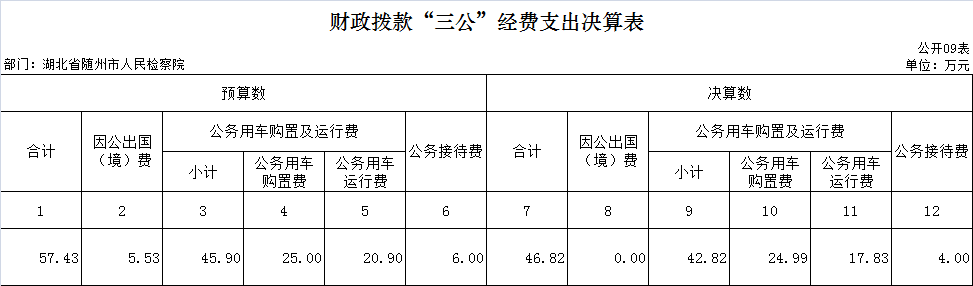 财政拨款“三公”经费支出决算表
公开09表
部门：湖北省随州市人民检察院 单位：万元
预算数 决算数
合计 因公出国（境）费 公务用车购置及运行费 公务接待费 合计 因公出国（境）费 公务用车购置及运行费 公务接待费
小计 公务用车购置费 公务用车运行费 小计 公务用车购置费 公务用车运行费
1 2 3 4 5 6 7 8 9 10 11 12
57.43 5.53 45.90 25.00 20.90 6.00 46.82 0.00 42.82 24.99 17.83 4.00